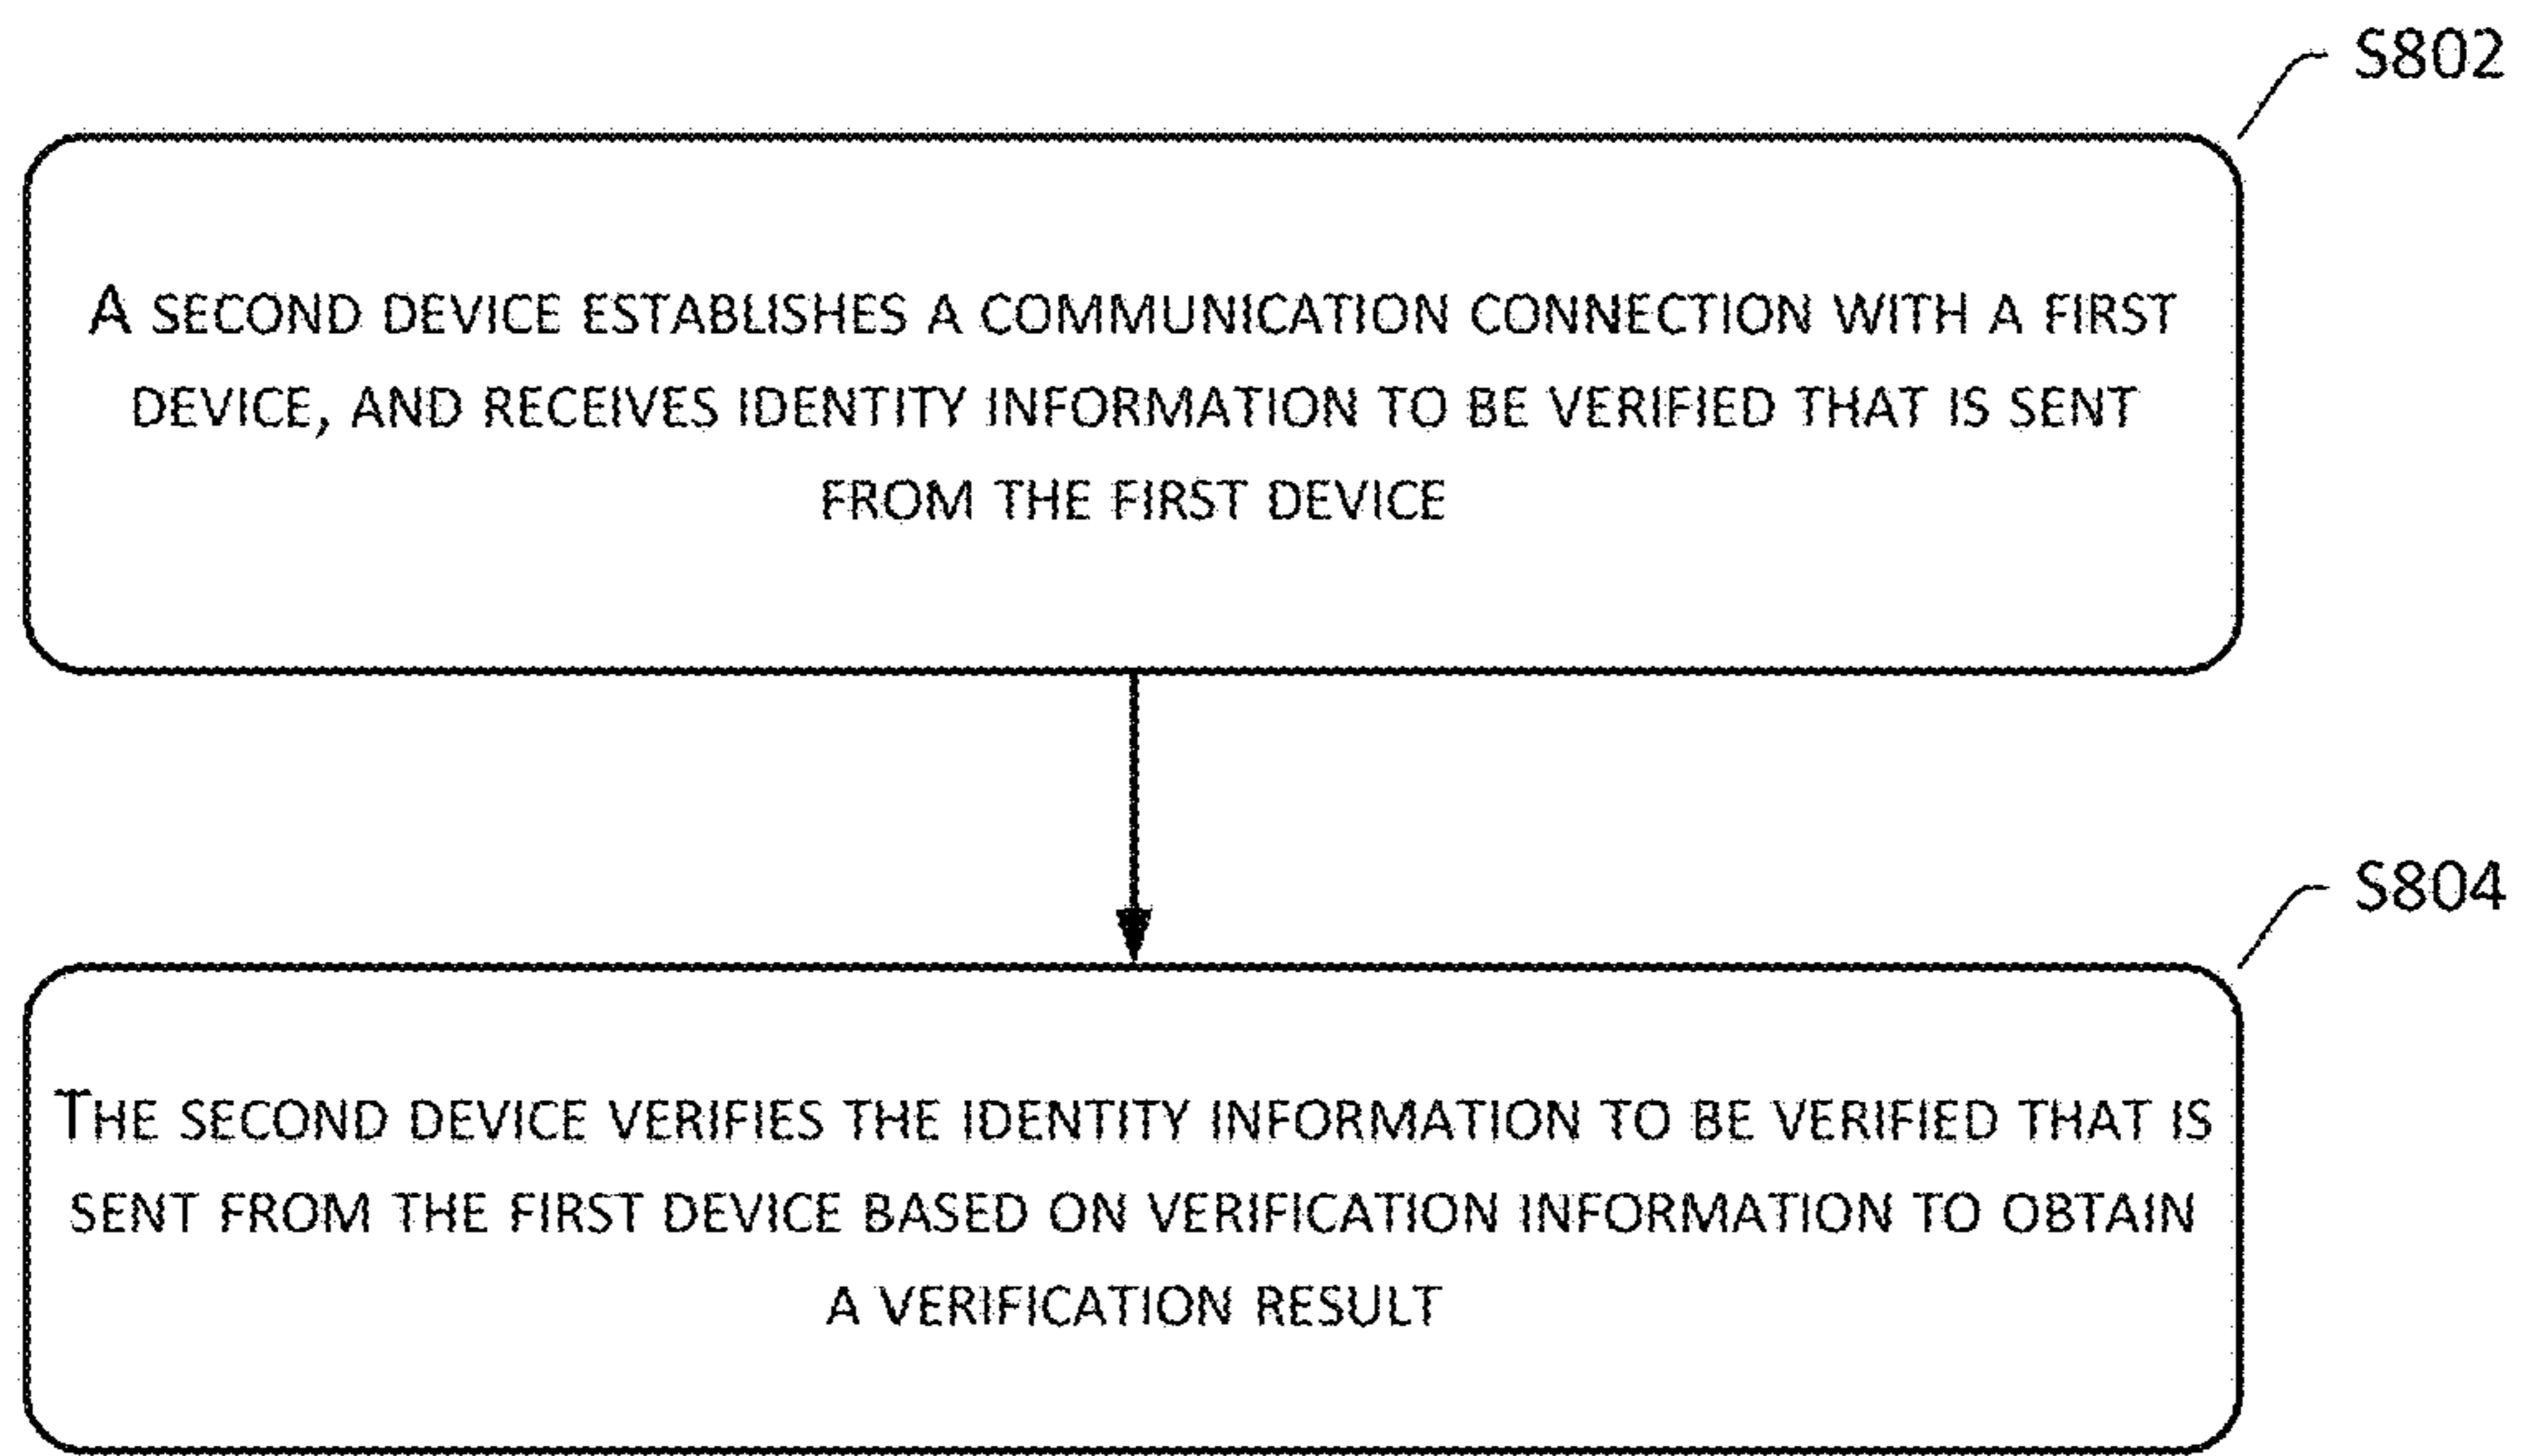 S802
A SECOND DEVICE ESTABLISHES A COMMUNICATION CONNECTION WITH A FIRST
DEVICE, AND RECEIVES IDENTITY INFORMATION TO BE VERIFIED THAT IS SENT
FROM THE FIRST DEVICE
S804
THE SECOND DEVICE VERIFIES THE IDENTITY INFORMATION TO BE VERIFIED THAT IS
SENT FROM THE FIRST DEVICE BASED ON VERIFICATION INFORMATION TO OBTAIN
A VERIFICATION RESULT